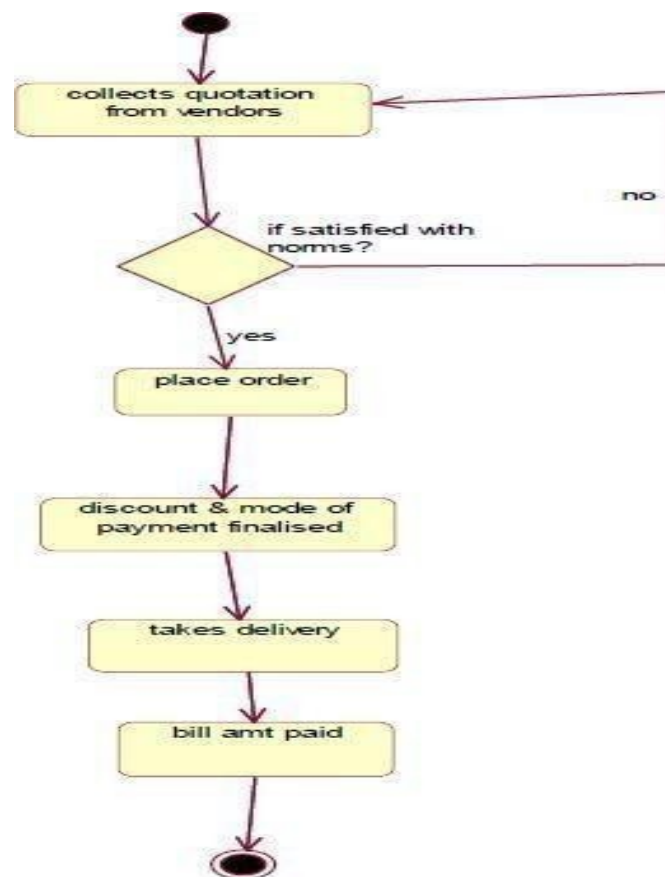 collects quotation
from vendors
no
if satisfied with
norms?
yes
place order
discount & mode of
payment finalised
takes delivery
bill amt paid